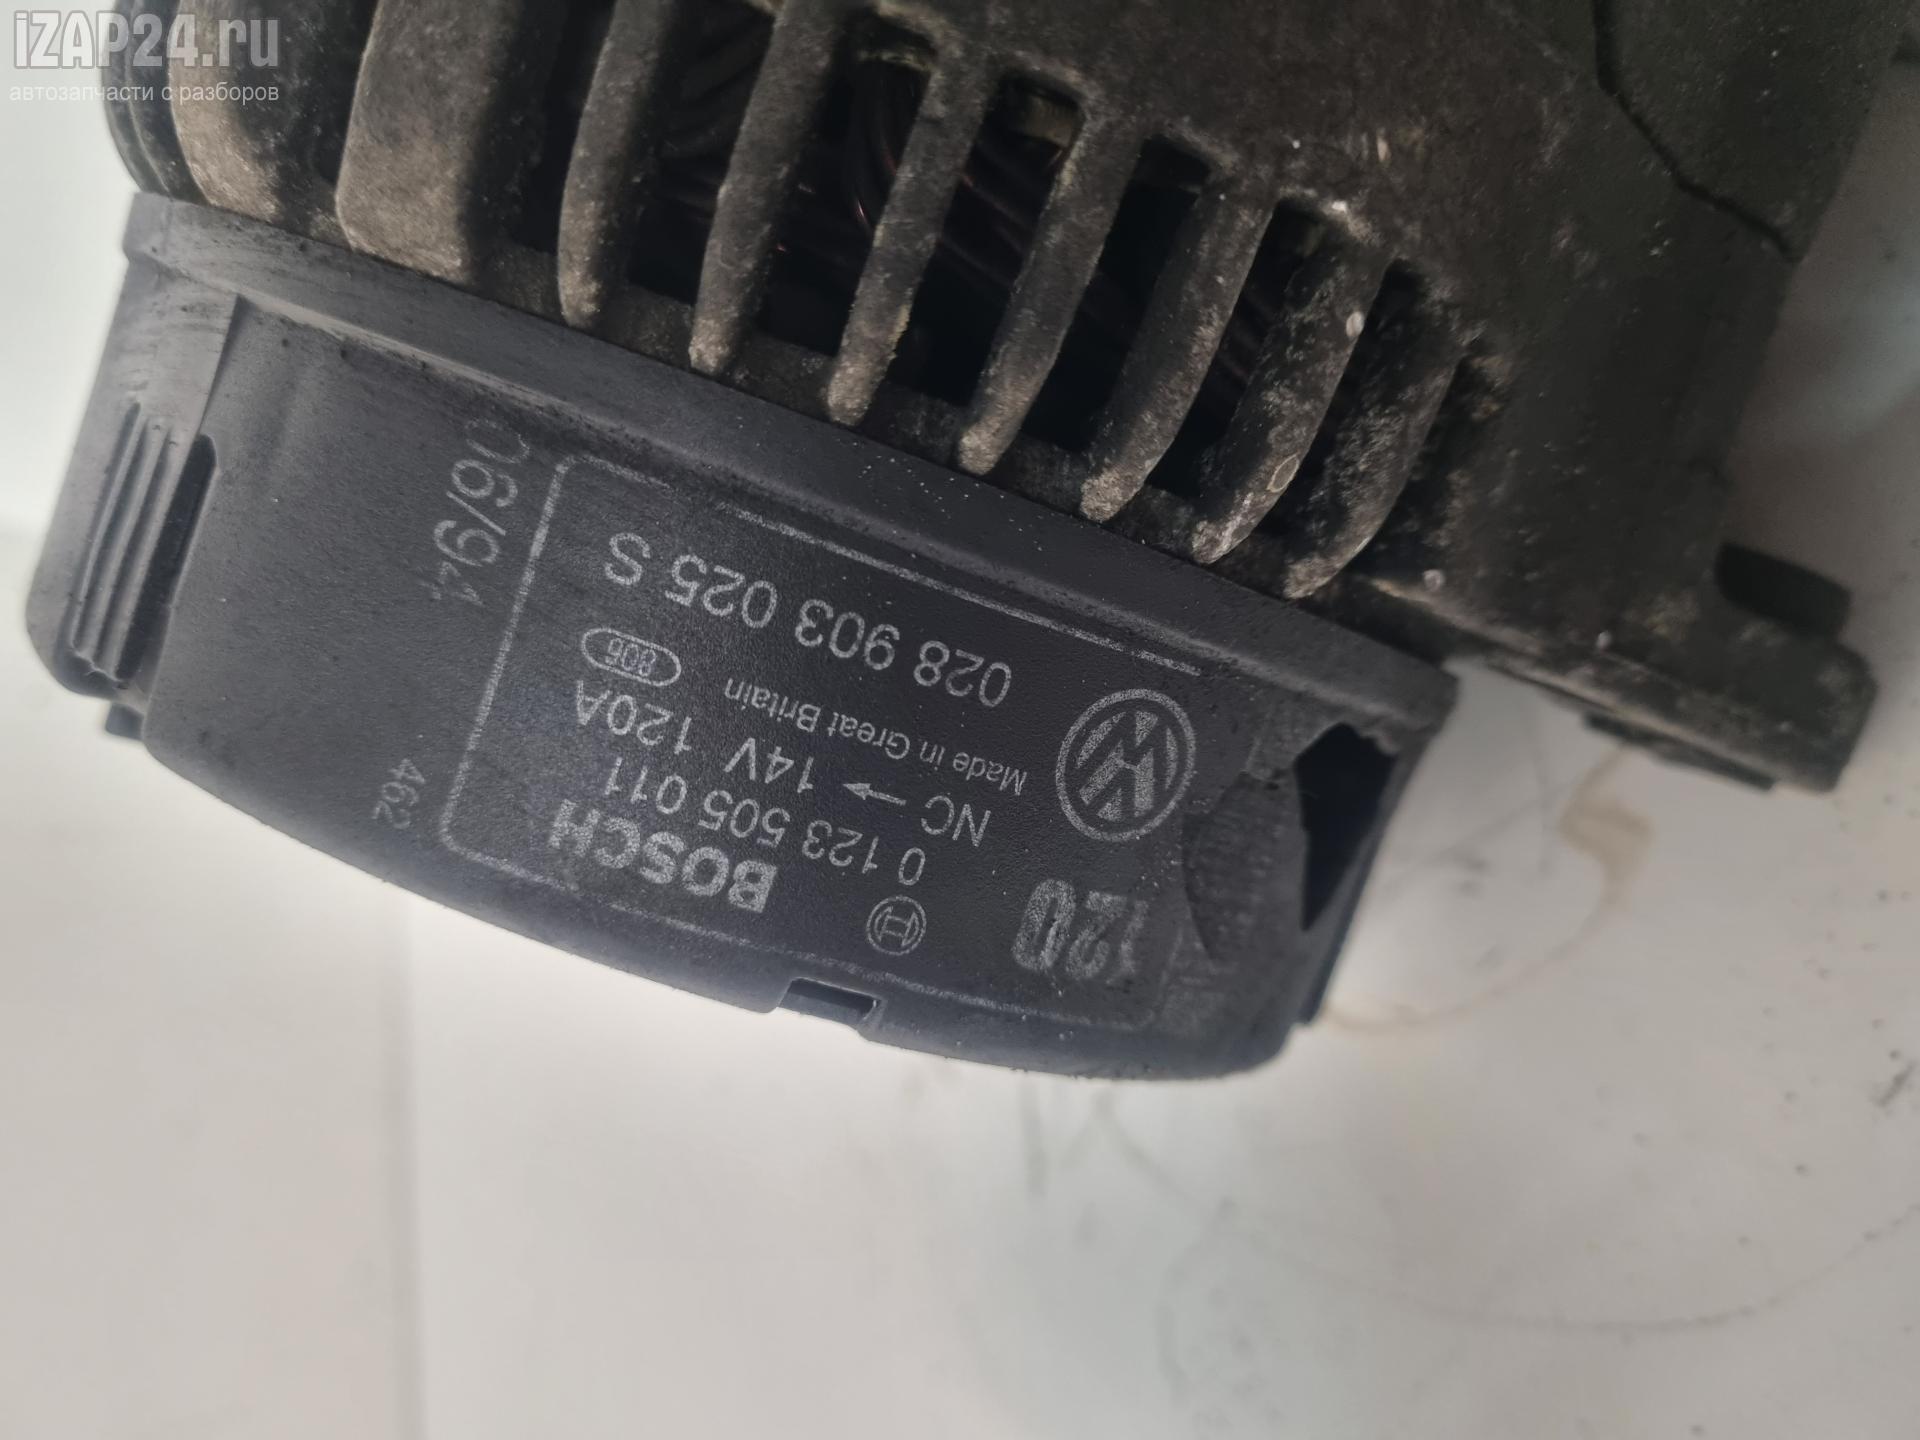 iZAP24.ru
автозапчасти с разборов
120
BOSCH
0 123 505 011
NC → 14V 120A
Made in Great Britain
028 903 025 S
462
06/94